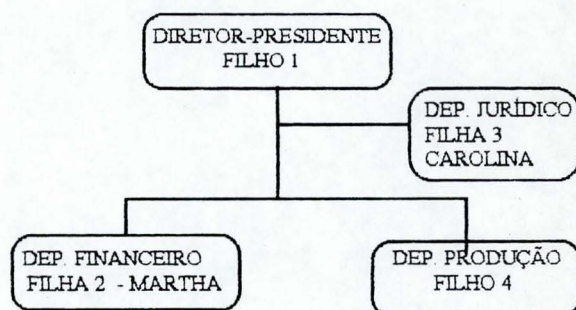 DIRETOR-PRESIDENTE
FILHO 1
DEP. JURÍDICO
FILHA 3
CAROLINA
DEP. FINANCEIRO
FILHA 2 - MARTHA
DEP. PRODUÇÃO
FILHO 4